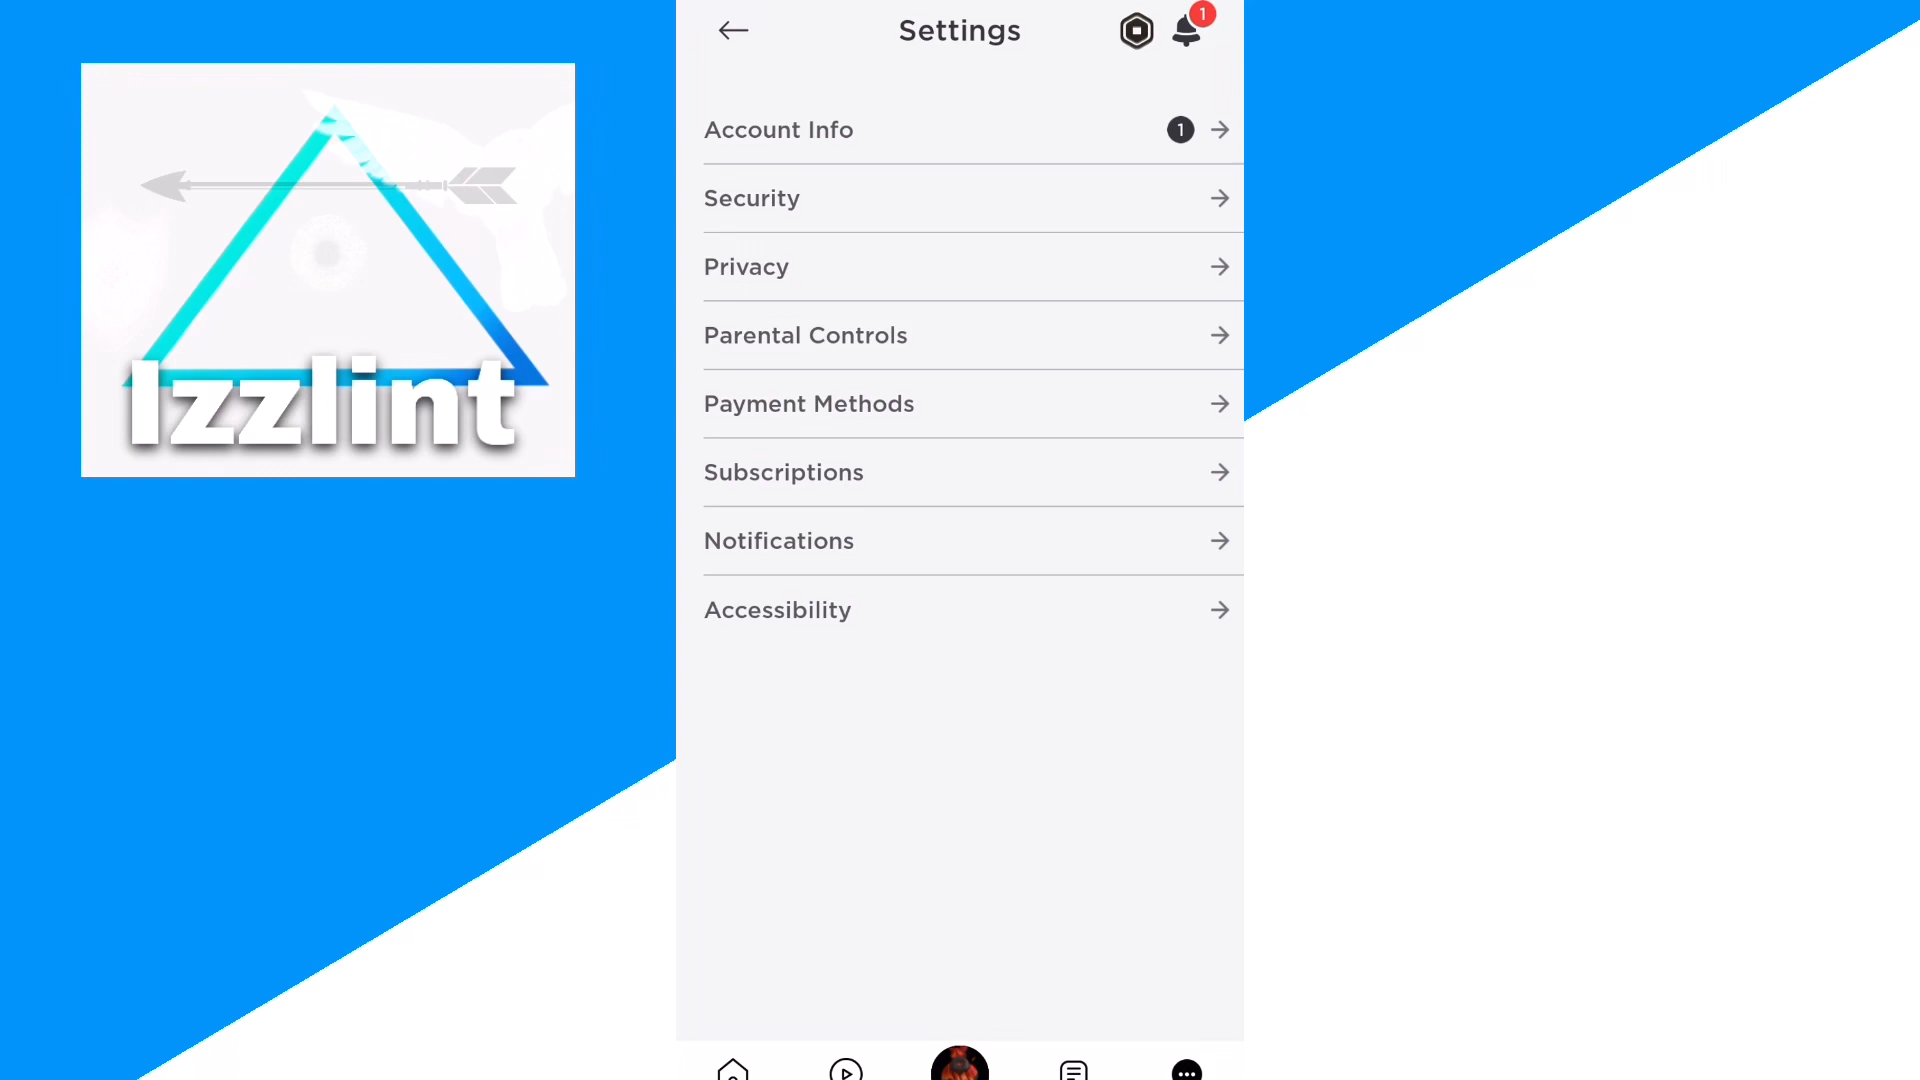 Settings
1
Izzlint
Account Info
1
Security
Privacy
Parental Controls
Payment Methods
Subscriptions
Notifications
Accessibility